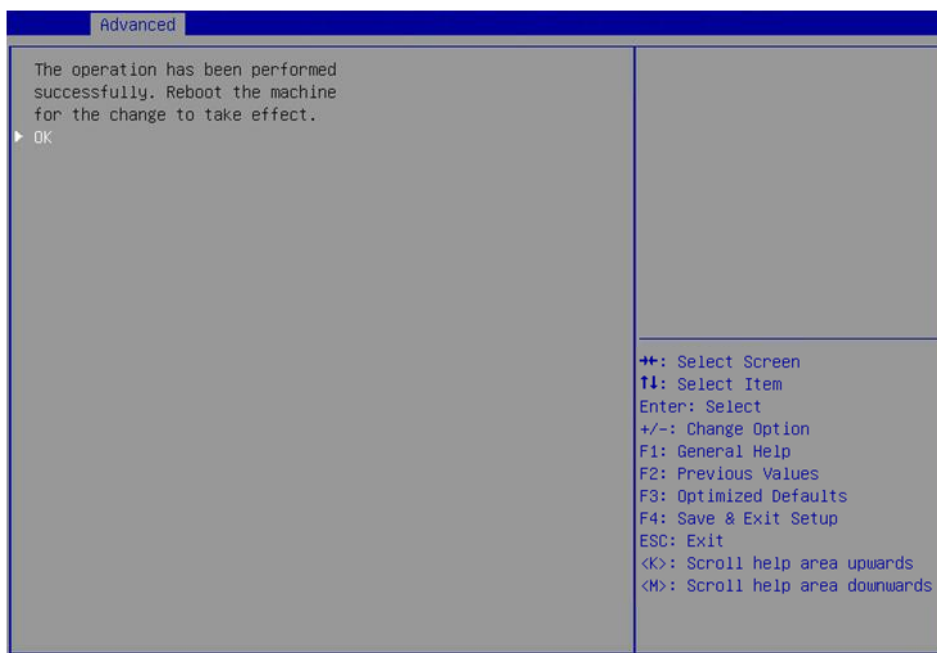 Advanced
The operation has been performed
successfully. Reboot the machine
for the change to take effect.
OK
→←: Select Screen
↑↓: Select Item
Enter: Select
+/-: Change Option
F1: General Help
F2: Previous Values
F3: Optimized Defaults
F4: Save & Exit Setup
ESC: Exit
<K>: Scroll help area upwards
<M>: Scroll help area downwards